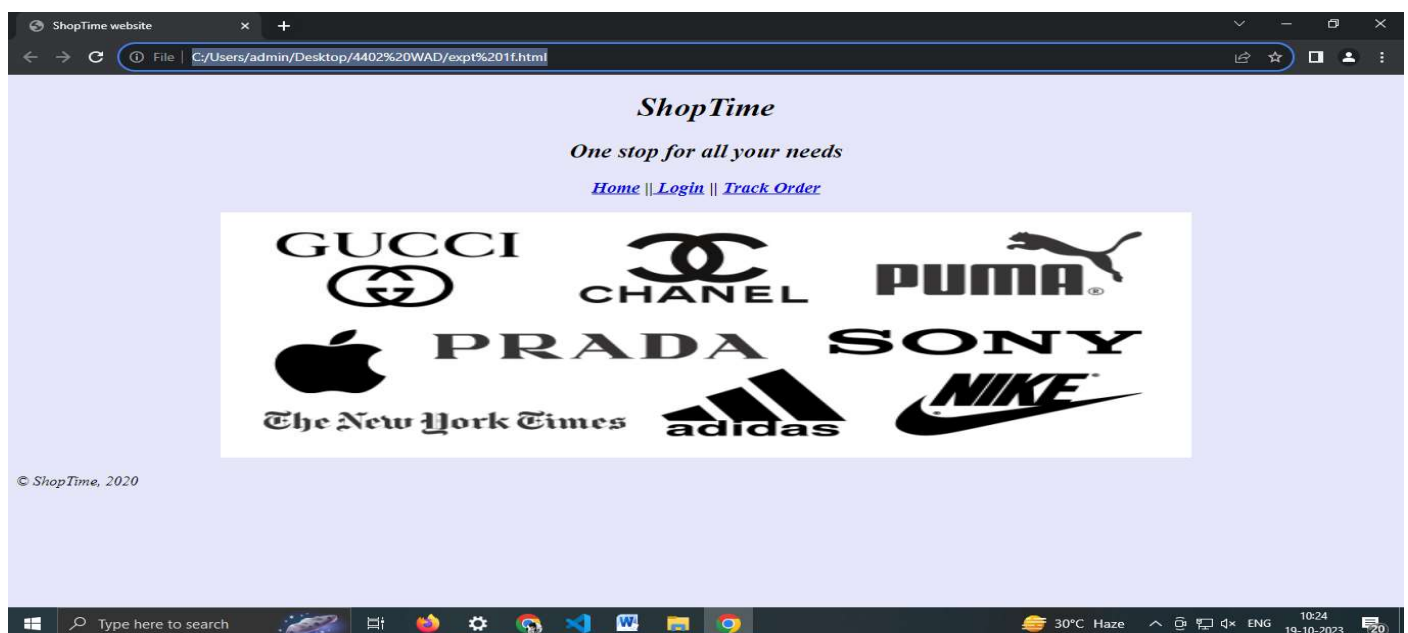 ShopTime website
File | C:/Users/admin/Desktop/4402%20WAD/expt%201f.html
ShopTime
One stop for all your needs
Home || Login || Track Order
GUCCI
CHANEL
PUMA®
PRADA
SONY
The New York Times
adidas
NIKE
© ShopTime, 2020
Type here to search
30°C Haze
ENG
10:24
19-10-2023
20